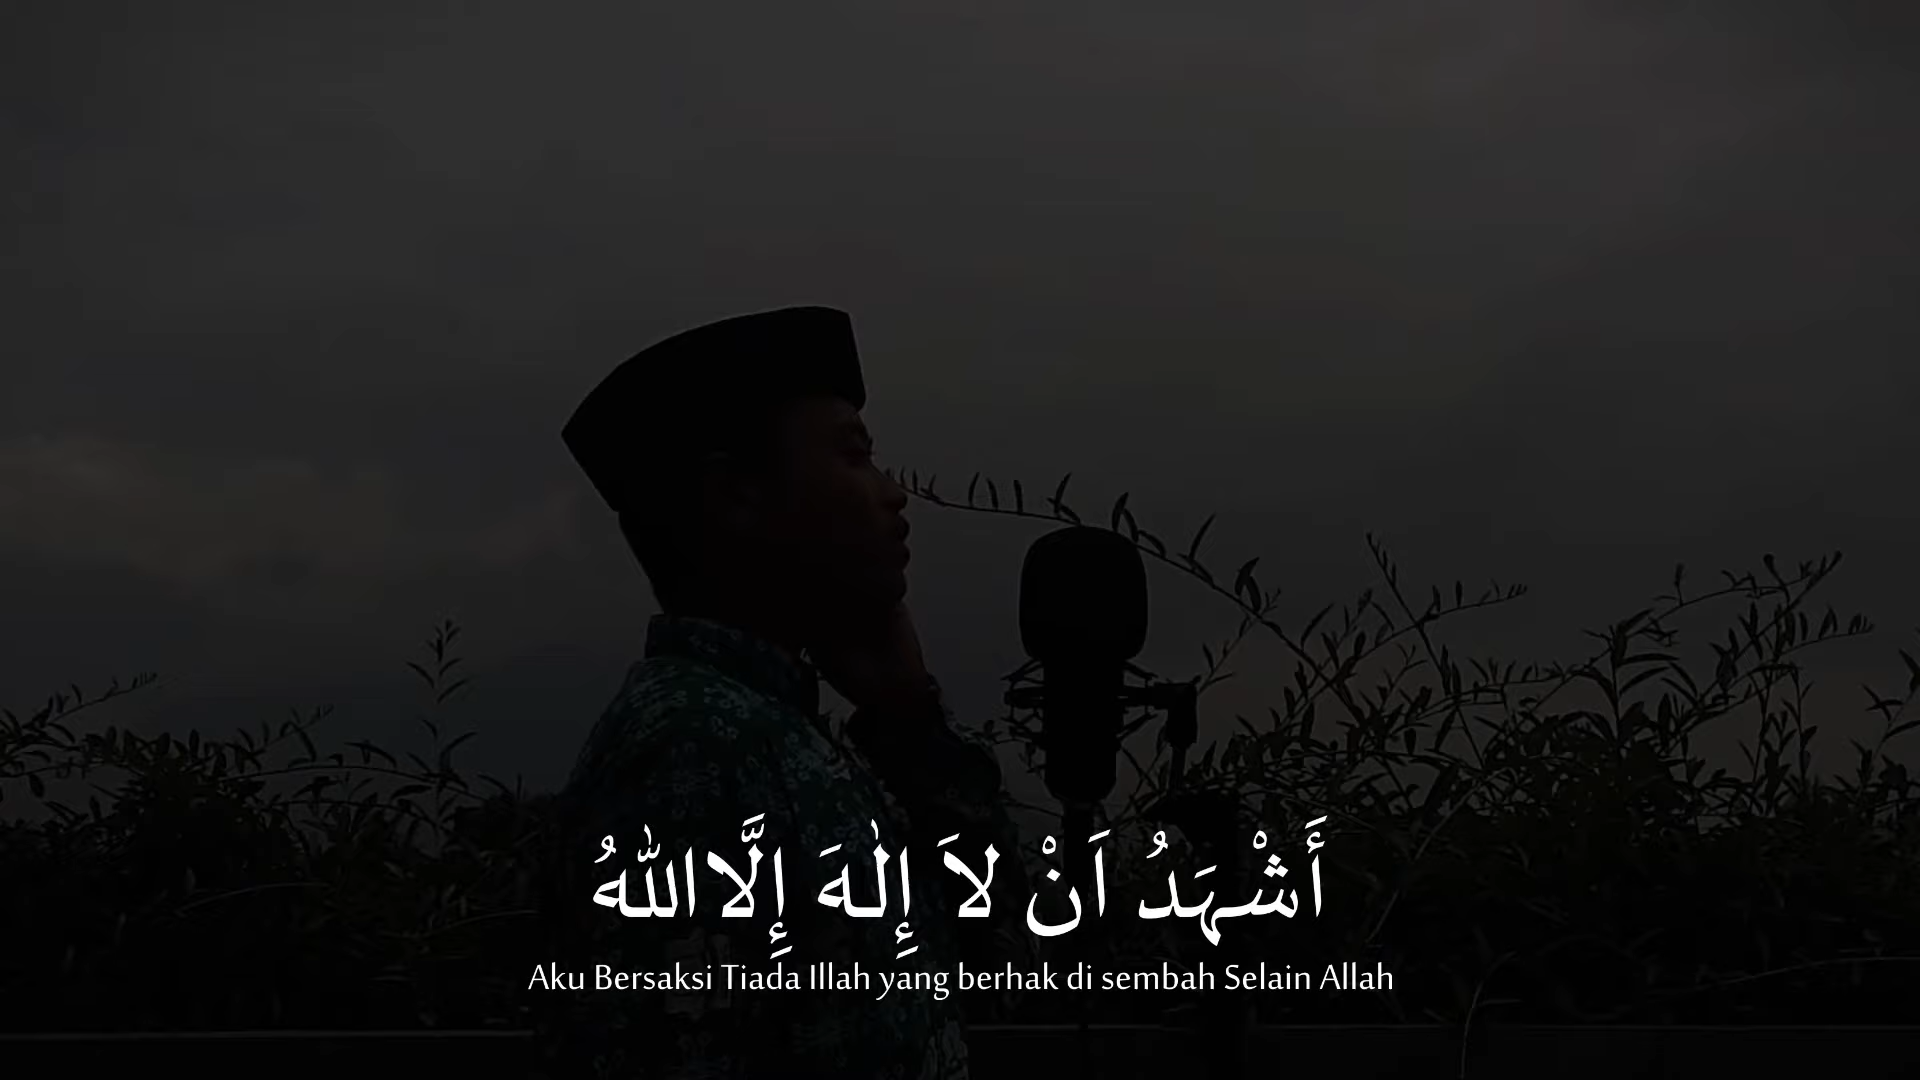 أَشْهَدُ اَنْ لاَ إِلٰهَ إِلَّااللّٰهُ
Aku Bersaksi Tiada Illah yang berhak di sembah Selain Allah